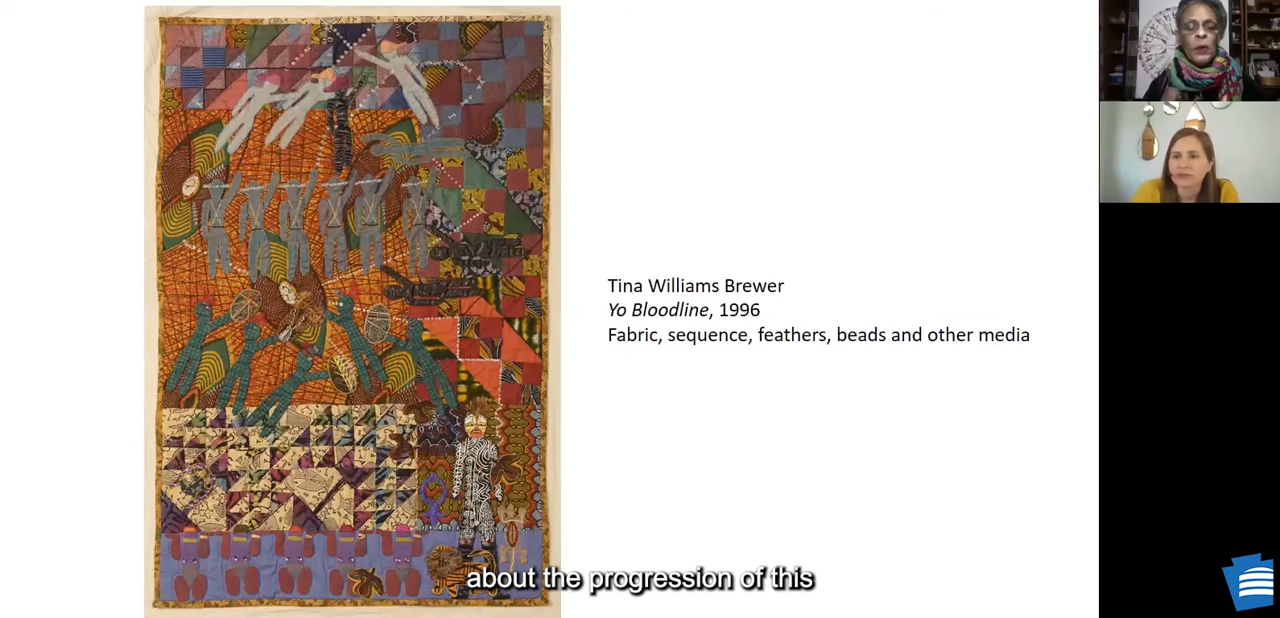 Tina Williams Brewer
Yo Bloodline, 1996
Fabric, sequence, feathers, beads and other media
about the progression of this